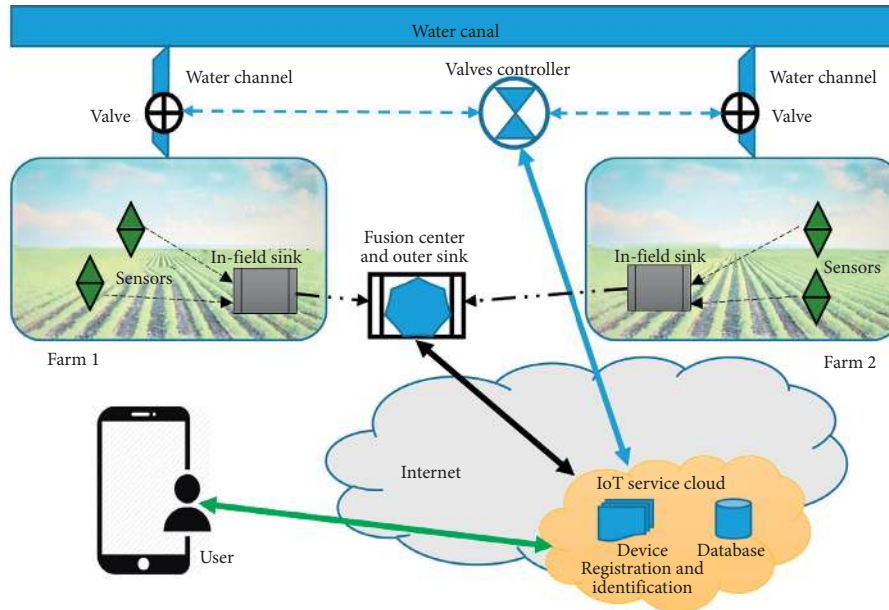 Water canal
Water channel
Valves controller
Water channel
Valve
Valve
Fusion center
and outer sink
In-field sink
Sensors
In-field sink
Sensors
Farm 1
Farm 2
Internet
IoT service cloud
Device
Registration and
identification
Database
User